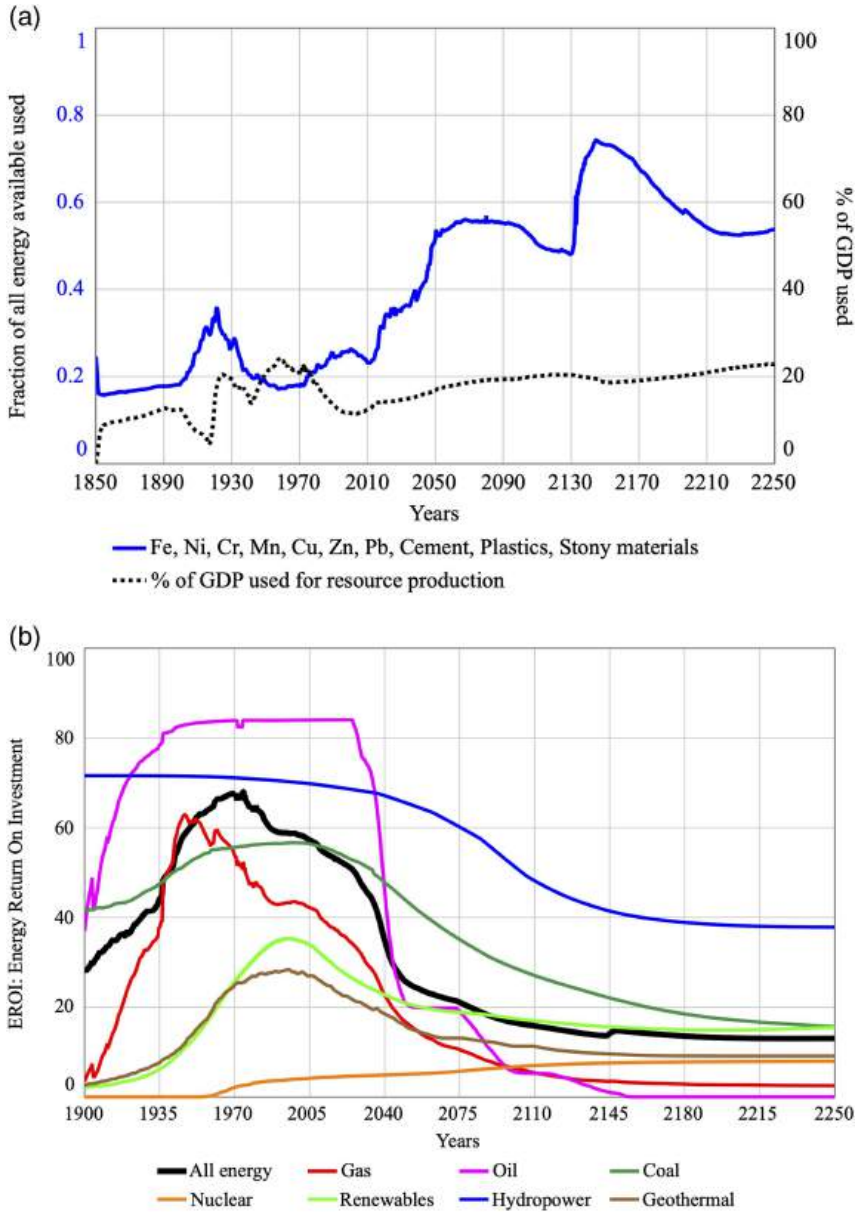 (a)
1
0.8
0.6
0.4
0.2
0
Fraction of all energy available used
100
80
60
40
20
0
% of GDP used
1850 1890 1930 1970 2010 2050 2090 2130 2170 2210 2250
Years
Fe, Ni, Cr, Mn, Cu, Zn, Pb, Cement, Plastics, Stony materials
% of GDP used for resource production
(b)
100
80
60
40
20
0
EROI: Energy Return On Investment
1900 1935 1970 2005 2040 2075 2110 2145 2180 2215 2250
Years
All energy Gas Oil Coal
Nuclear Renewables Hydropower Geothermal